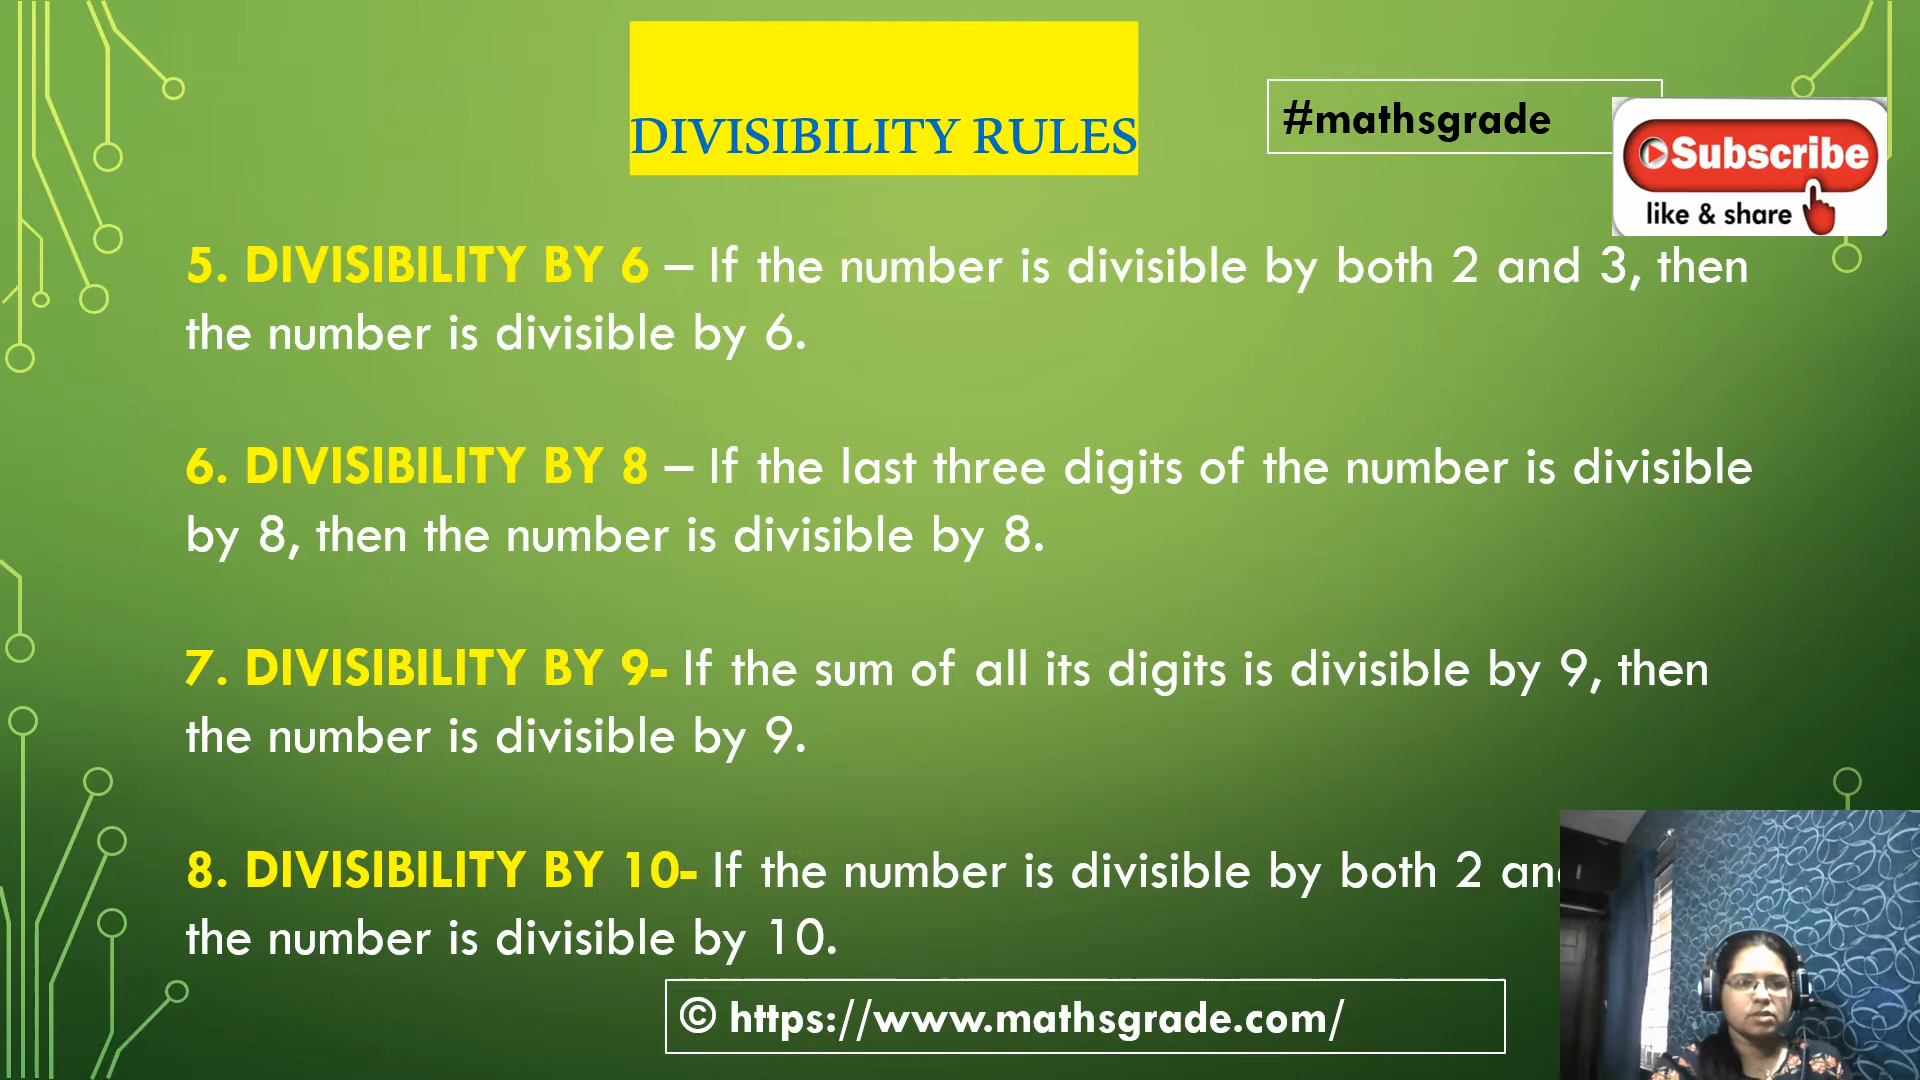 DIVISIBILITY RULES
#mathsgrade
Subscribe
like & share
5. DIVISIBILITY BY 6 – If the number is divisible by both 2 and 3, then
the number is divisible by 6.
6. DIVISIBILITY BY 8 – If the last three digits of the number is divisible
by 8, then the number is divisible by 8.
7. DIVISIBILITY BY 9- If the sum of all its digits is divisible by 9, then
the number is divisible by 9.
8. DIVISIBILITY BY 10- If the number is divisible by both 2
the number is divisible by 10.
© https://www.mathsgrade.com/